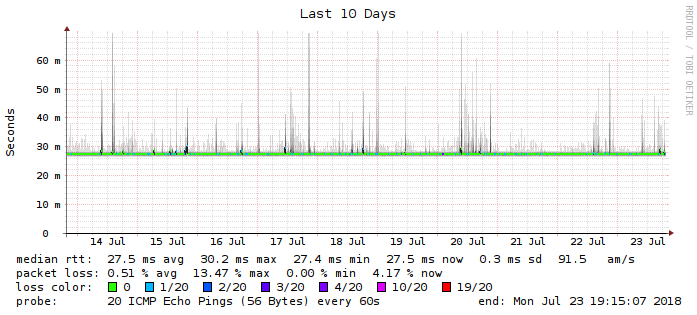 Last 10 Days
RRDTOOL / TOBI OETIKER
Seconds
60 m
50 m
40 m
30 m
20 m
10 m
0
14 Jul 15 Jul 16 Jul 17 Jul 18 Jul 19 Jul 20 Jul 21 Jul 22 Jul 23 Jul
median rtt: 27.5 ms avg 30.2 ms max 27.4 ms min 27.5 ms now 0.3 ms sd 91.5 am/s
packet loss: 0.51 % avg 13.47 % max 0.00 % min 4.17 % now
loss color: 0 1/20 2/20 3/20 4/20 10/20 19/20
probe: 20 ICMP Echo Pings (56 Bytes) every 60s end: Mon Jul 23 19:15:07 2018